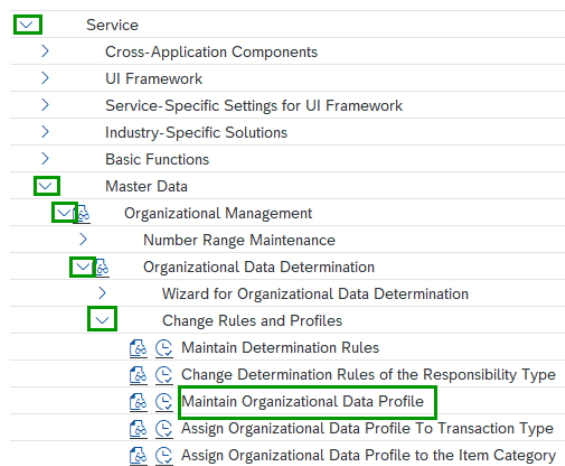 Service
Cross-Application Components
UI Framework
Service-Specific Settings for UI Framework
Industry-Specific Solutions
Basic Functions
Master Data
Organizational Management
Number Range Maintenance
Organizational Data Determination
Wizard for Organizational Data Determination
Change Rules and Profiles
Maintain Determination Rules
Change Determination Rules of the Responsibility Type
Maintain Organizational Data Profile
Assign Organizational Data Profile To Transaction Type
Assign Organizational Data Profile to the Item Category